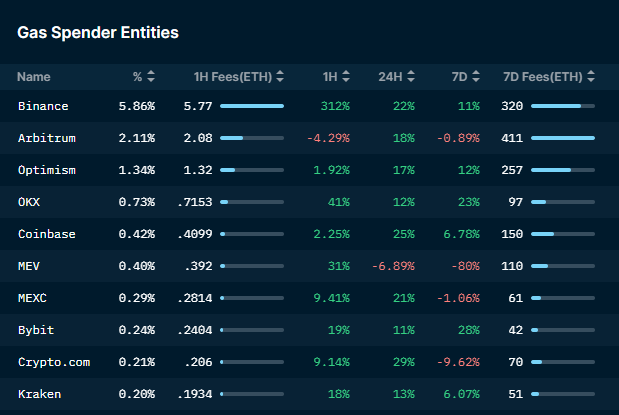 Gas Spender Entities
Name % 1H Fees(ETH) 1H 24H 7D 7D Fees(ETH)
Binance 5.86% 5.77 312% 22% 11% 320
Arbitrum 2.11% 2.08 -4.29% 18% -0.89% 411
Optimism 1.34% 1.32 1.92% 17% 12% 257
OKX 0.73% .7153 41% 12% 23% 97
Coinbase 0.42% .4099 2.25% 25% 6.78% 150
MEV 0.40% .392 31% -6.89% -80% 110
MEXC 0.29% .2814 9.41% 21% -1.06% 61
Bybit 0.24% .2404 19% 11% 28% 42
Crypto.com 0.21% .206 9.14% 29% -9.62% 70
Kraken 0.20% .1934 18% 13% 6.07% 51